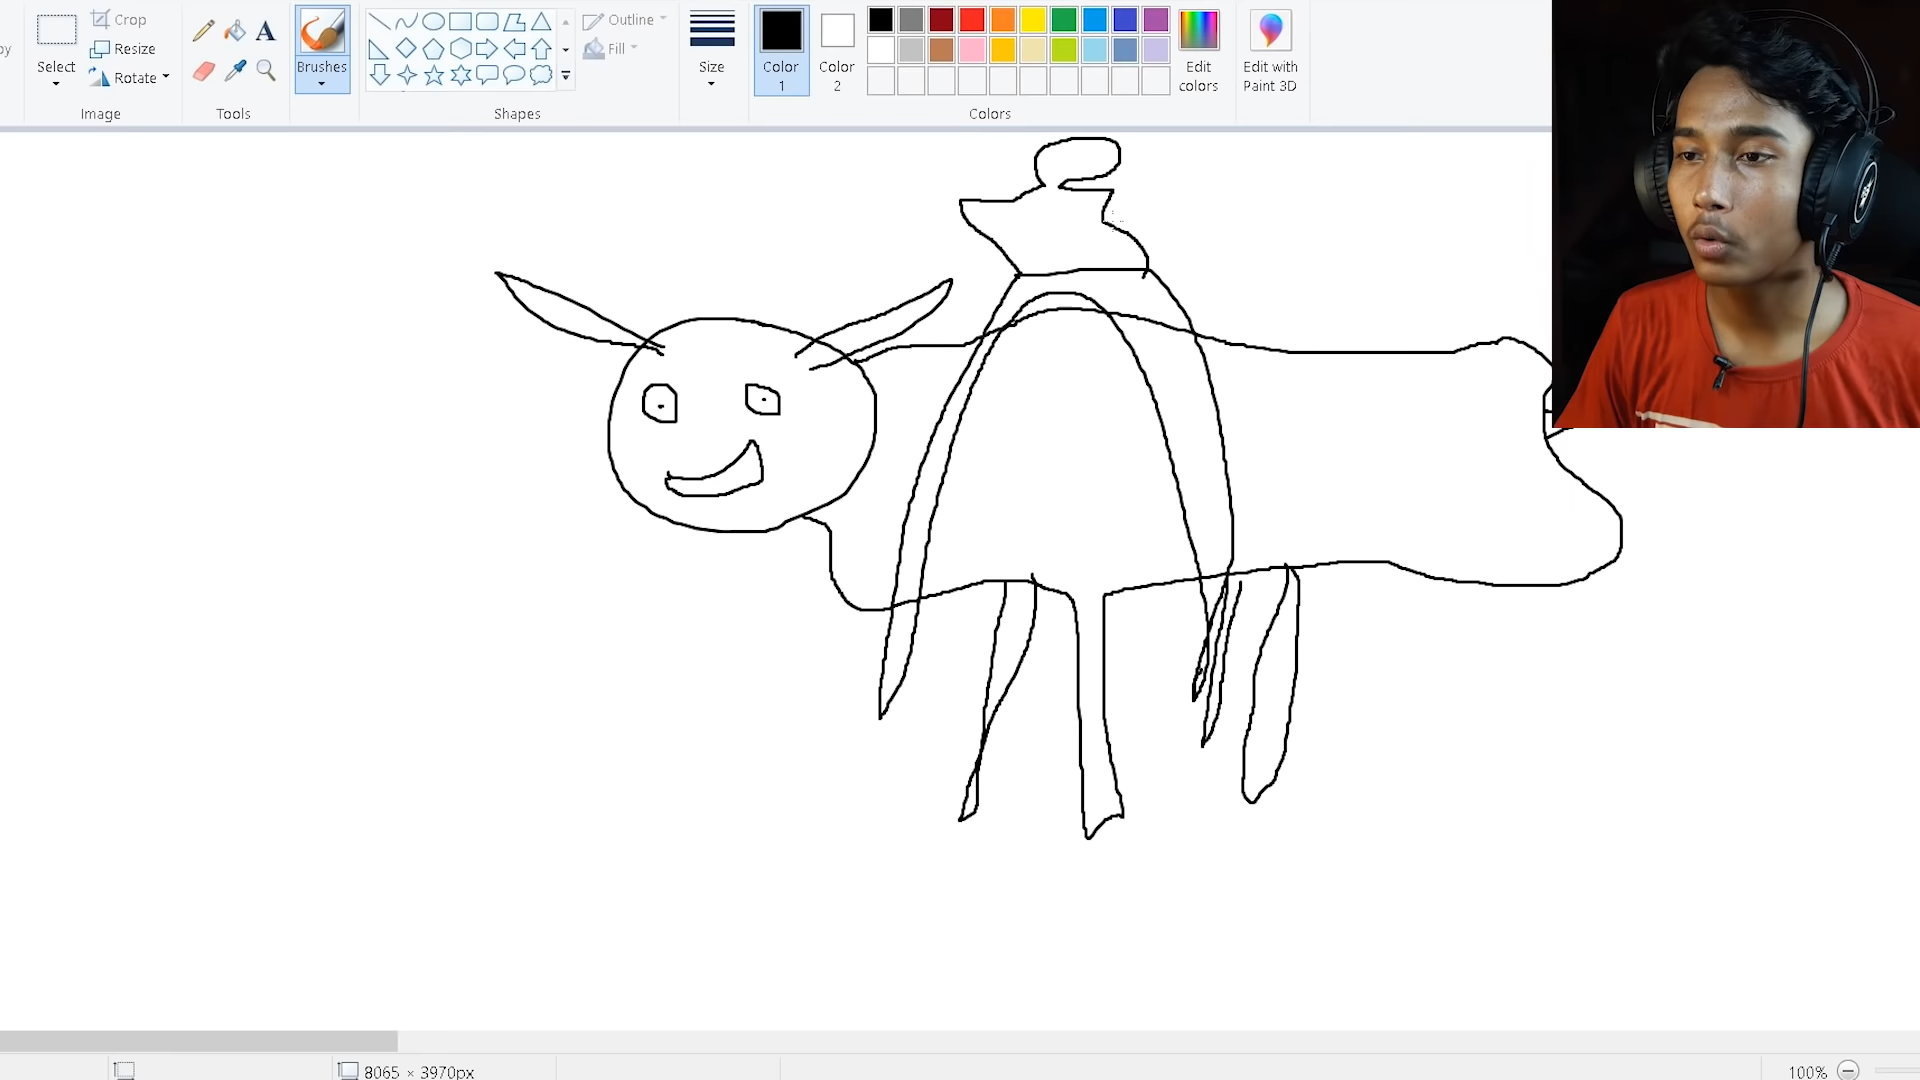 Crop
Resize
Rotate
Select
Image
Tools
Brushes
Shapes
Outline
Fill
Size
Color 1
Color 2
Colors
Edit colors
Edit with Paint 3D
8065 × 3970px
100%